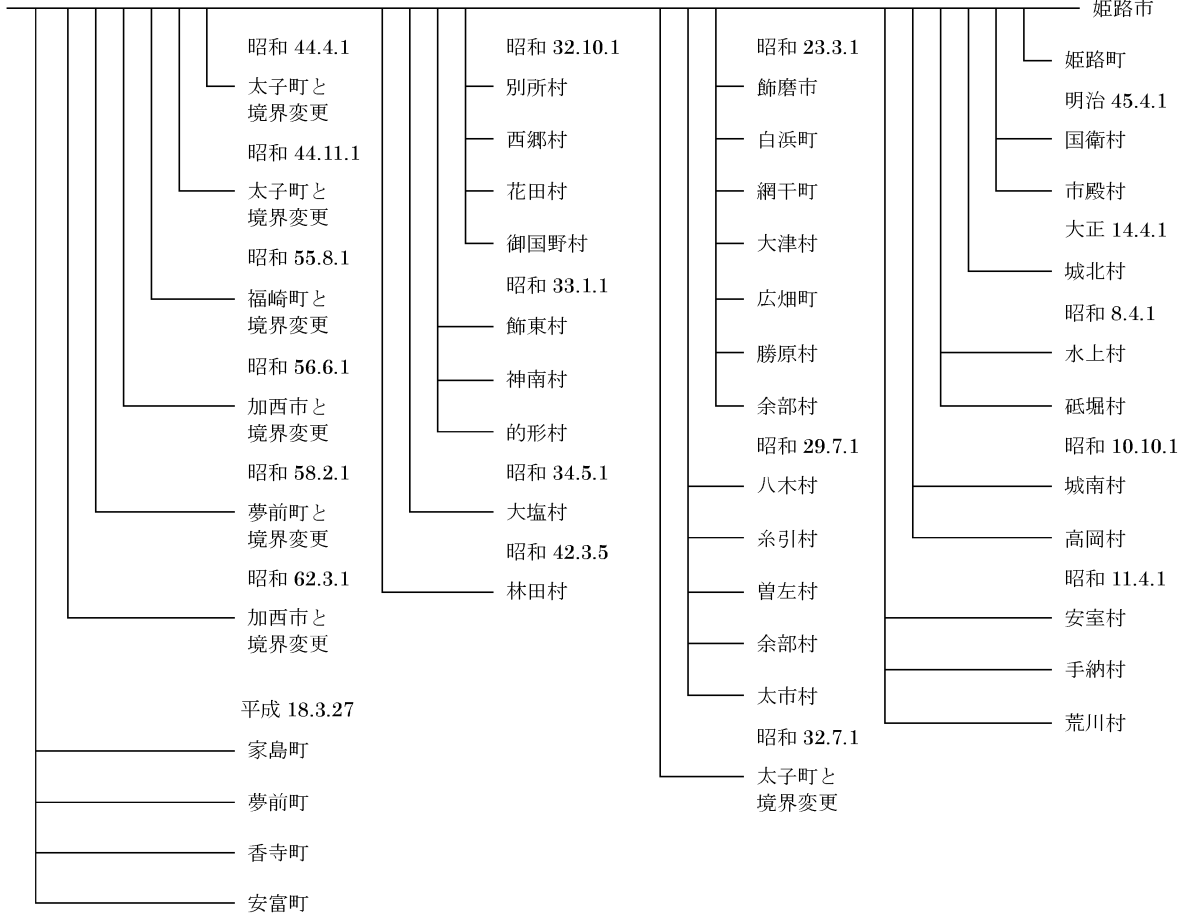 姫路市
姫路町
明治 45.4.1
国衛村
市殿村
大正 14.4.1
城北村
昭和 8.4.1
水上村
砥堀村
昭和 10.10.1
城南村
高岡村
昭和 11.4.1
安室村
手納村
荒川村
昭和 23.3.1
飾磨市
白浜町
網干町
大津村
広畑町
勝原村
余部村
昭和 29.7.1
八木村
糸引村
曽左村
余部村
太市村
昭和 32.7.1
太子町と
境界変更
昭和 32.10.1
別所村
西郷村
花田村
御国野村
昭和 33.1.1
飾東村
神南村
的形村
昭和 34.5.1
大塩村
昭和 42.3.5
林田村
昭和 44.4.1
太子町と
境界変更
昭和 44.11.1
太子町と
境界変更
昭和 55.8.1
福崎町と
境界変更
昭和 56.6.1
加西市と
境界変更
昭和 58.2.1
夢前町と
境界変更
昭和 62.3.1
加西市と
境界変更
平成 18.3.27
家島町
夢前町
香寺町
安富町